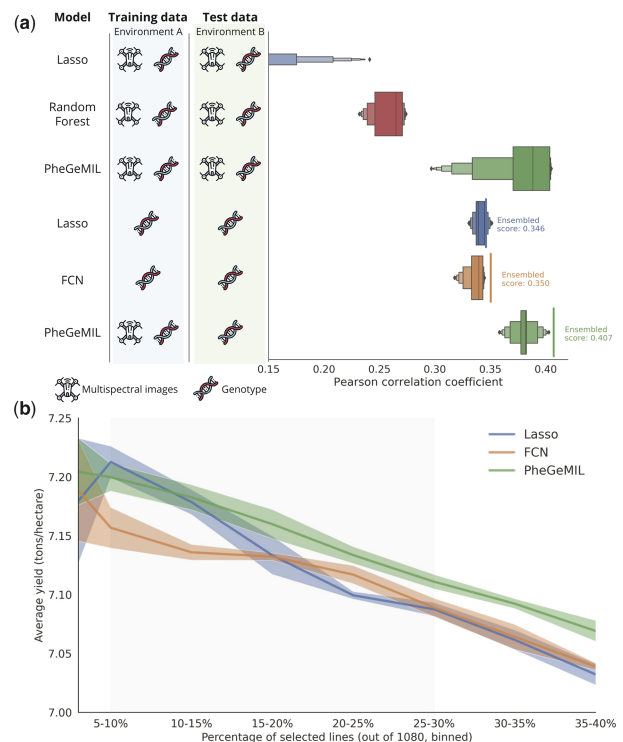 (a)
Model
Training data
Test data
Environment A
Environment B
Lasso
Random
Forest
PheGeMIL
Lasso
Ensembled
score: 0.346
FCN
Ensembled
score: 0.350
PheGeMIL
Ensembled
score: 0.407
0.15
0.20
0.25
0.30
0.35
0.40
Pearson correlation coefficient
Multispectral images
Genotype
(b)
7.25
7.20
7.15
7.10
7.05
7.00
Average yield (tons/hectare)
Lasso
FCN
PheGeMIL
5-10%
10-15%
15-20%
20-25%
25-30%
30-35%
35-40%
Percentage of selected lines (out of 1080, binned)